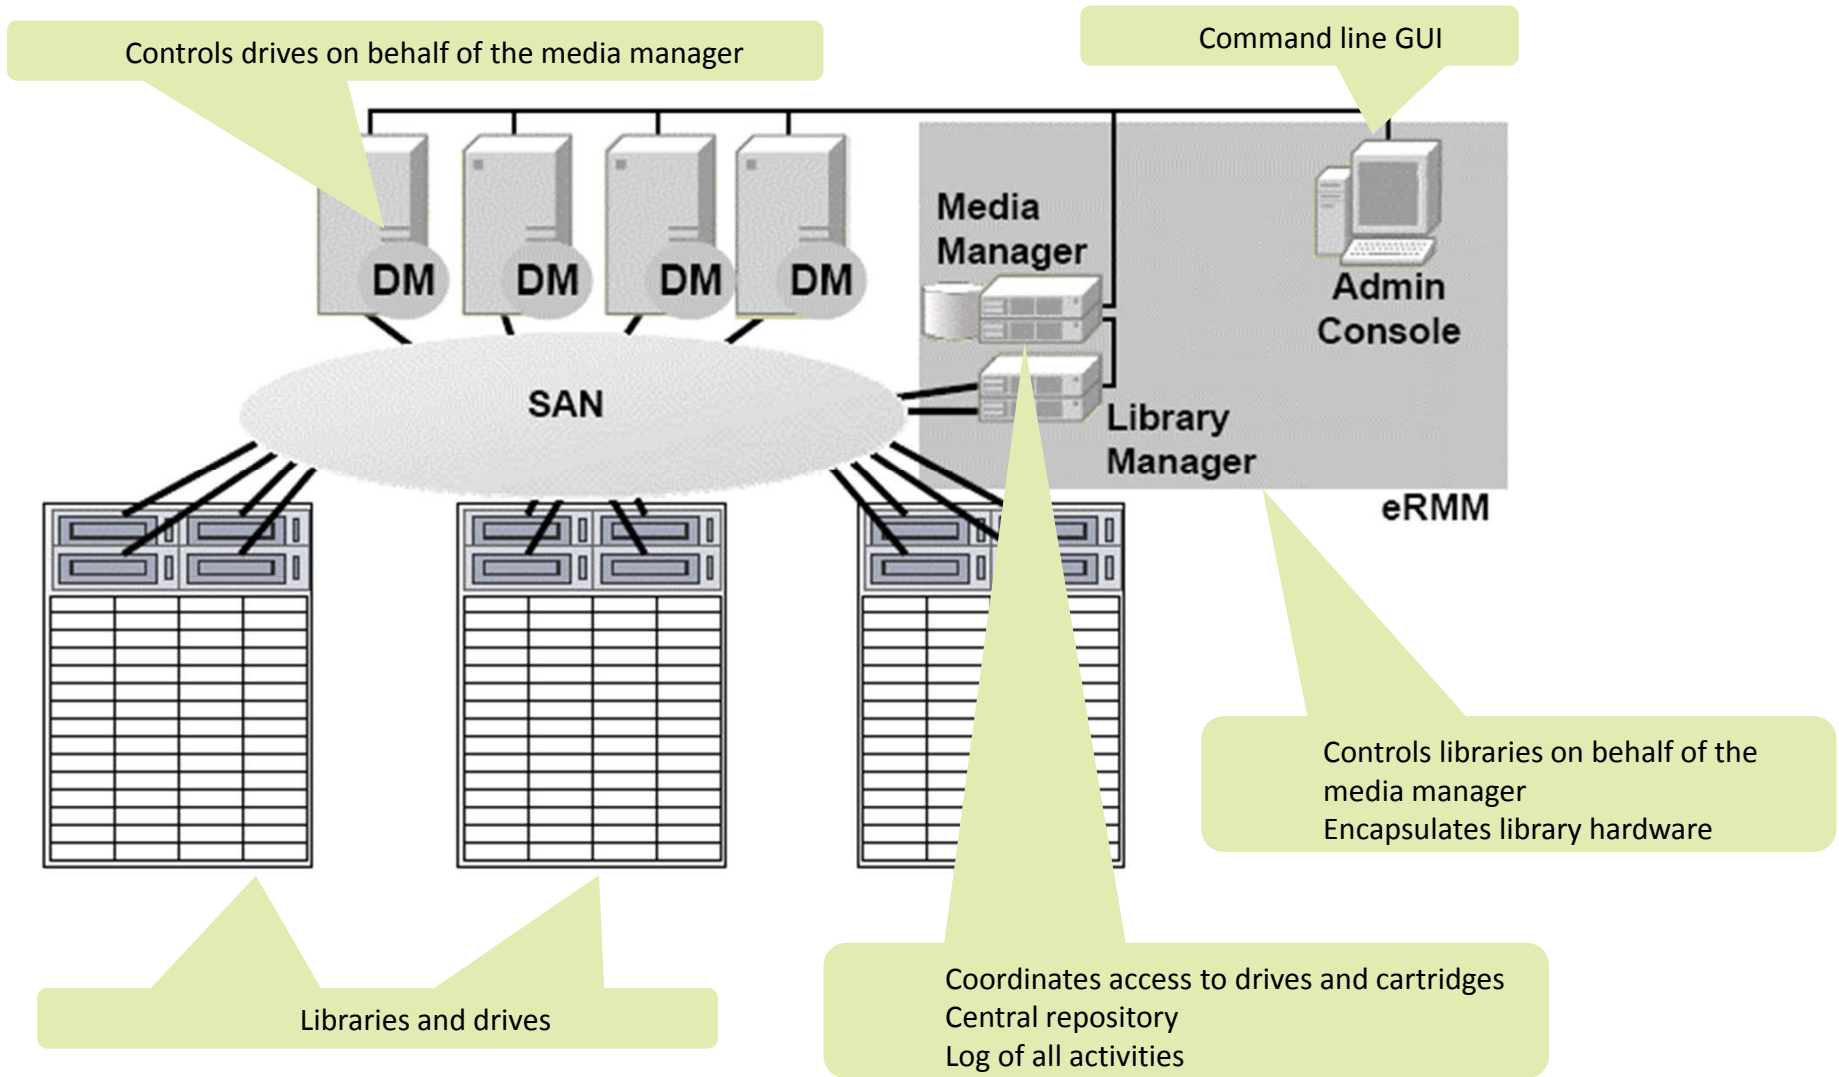 Controls drives on behalf of the media manager
Command line GUI
DM
DM
DM
DM
Media
Manager
Admin
Console
SAN
Library
Manager
eRMM
Controls libraries on behalf of the
media manager
Encapsulates library hardware
Libraries and drives
Coordinates access to drives and cartridges
Central repository
Log of all activities